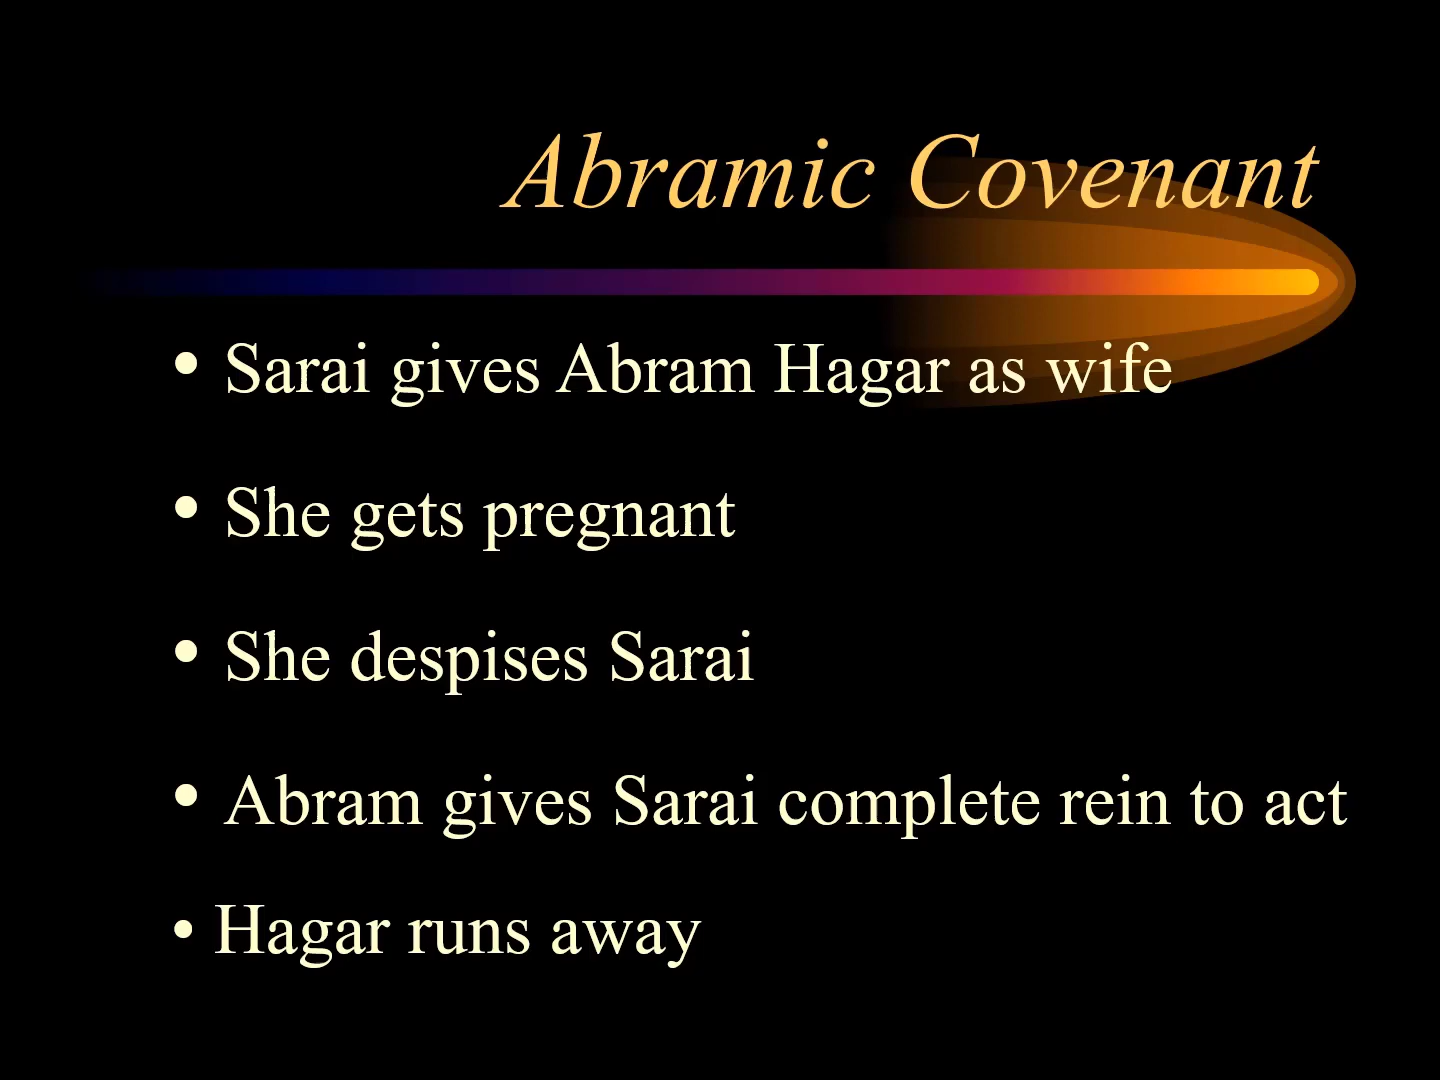 Abramic Covenant
• Sarai gives Abram Hagar as wife
• She gets pregnant
• She despises Sarai
• Abram gives Sarai complete rein to act
• Hagar runs away